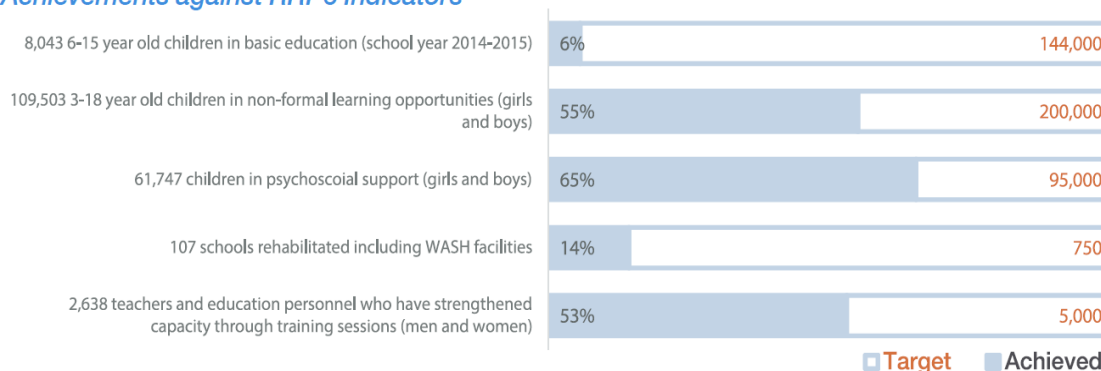 Achievements against RRP6 Indicators
8,043 6-15 year old children in basic education (school year 2014-2015)
6%
144,000
109,503 3-18 year old children in non-formal learning opportunities (girls
and boys)
55%
200,000
61,747 children in psychoscoial support (girls and boys)
65%
95,000
107 schools rehabilitated including WASH facilities
14%
750
2,638 teachers and education personnel who have strengthened
capacity through training sessions (men and women)
53%
5,000
Target
Achieved